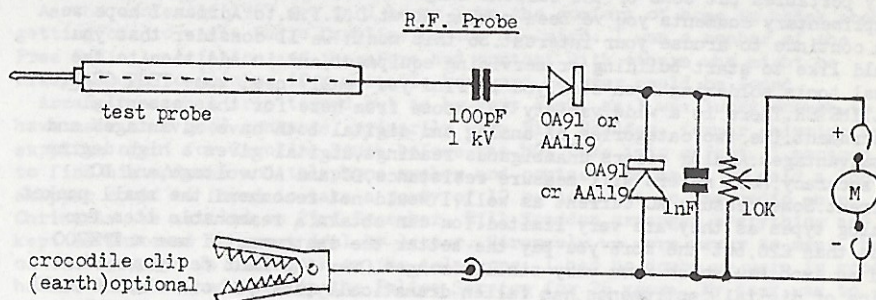 R.F. Probe
test probe
100pF
1 kV
OA91 or
AA119
OA91
or AA119
1nF
10K
+
M
-
crocodile clip
(earth)optional